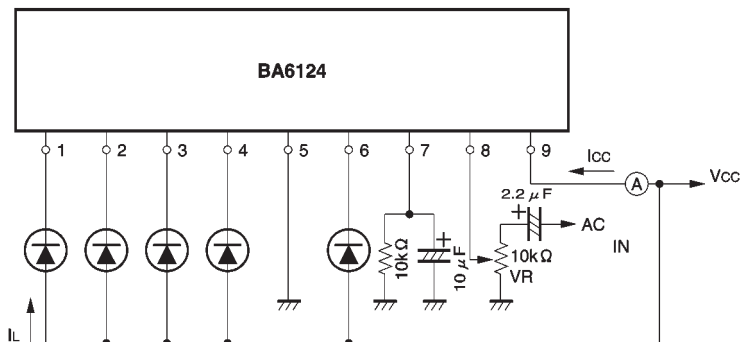 BA6124
1 2 3 4 5 6 7 8 9
ICC
A
VCC
2.2 μF
AC
IN
10kΩ
10 μF
10kΩ
VR
IL